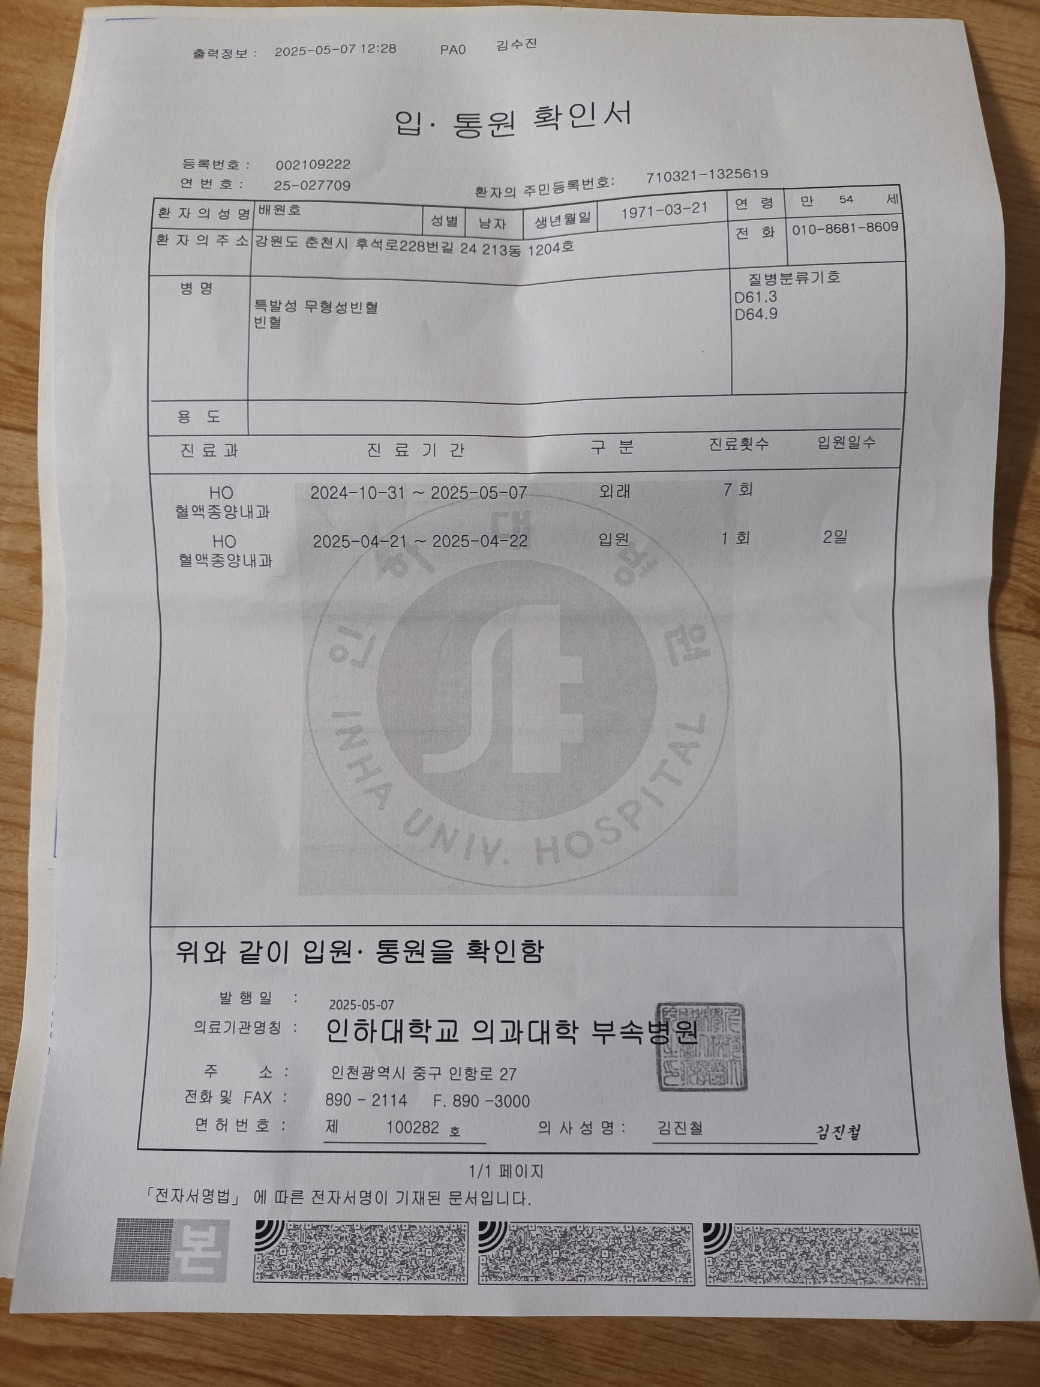 출력정보 : 2025-05-07 12:28 PA0 김수진
입· 통원 확인서
등록번호 : 002109222
연 번 호 : 25-027709 환자의 주민등록번호: 710321-1325619
환 자 의 성 명 배원호 성별 남자 생년월일 1971-03-21 연 령 만 54 세
환 자 의 주 소 강원도 춘천시 후석로228번길 24 213동 1204호 전 화 010-8681-8609
병 명 질병분류기호
특발성 무형성빈혈 D61.3
빈혈 D64.9
용 도
진 료 과 진 료 기 간 구 분 진료횟수 입원일수
HO 2024-10-31 ~ 2025-05-07 외래 7 회
혈액종양내과
HO 2025-04-21 ~ 2025-04-22 입원 1 회 2일
혈액종양내과
인하대병원
INHA UNIV. HOSPITAL
위와 같이 입원· 통원을 확인함
발 행 일 : 2025-05-07
의료기관명칭 : 인하대학교 의과대학 부속병원
주 소 : 인천광역시 중구 인항로 27
전화 및 FAX : 890 - 2114 F. 890 -3000
면 허 번 호 : 제 100282 호 의 사 성 명 : 김진철 김진철
1/1 페이지
「전자서명법」 에 따른 전자서명이 기재된 문서입니다.
본